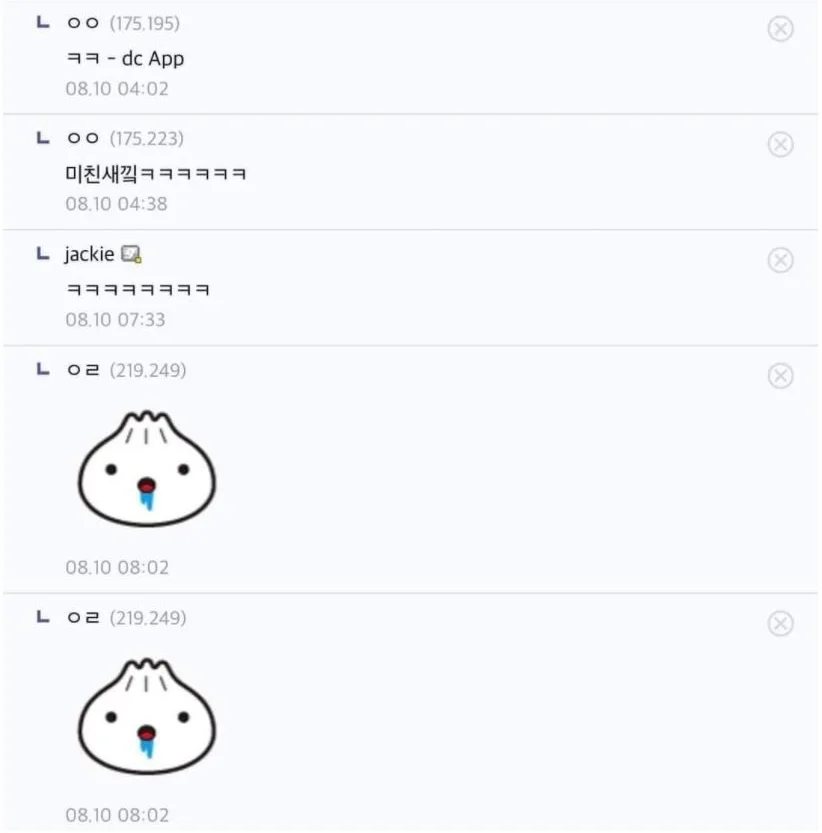 ㅇㅇ (175.195)
ㅋㅋ - dc App
08.10 04:02
ㅇㅇ (175.223)
미친새낔ㅋㅋㅋㅋㅋㅋ
08.10 04:38
jackie
ㅋㅋㅋㅋㅋㅋㅋㅋ
08.10 07:33
ㅇㄹ (219.249)
08.10 08:02
ㅇㄹ (219.249)
08.10 08:02